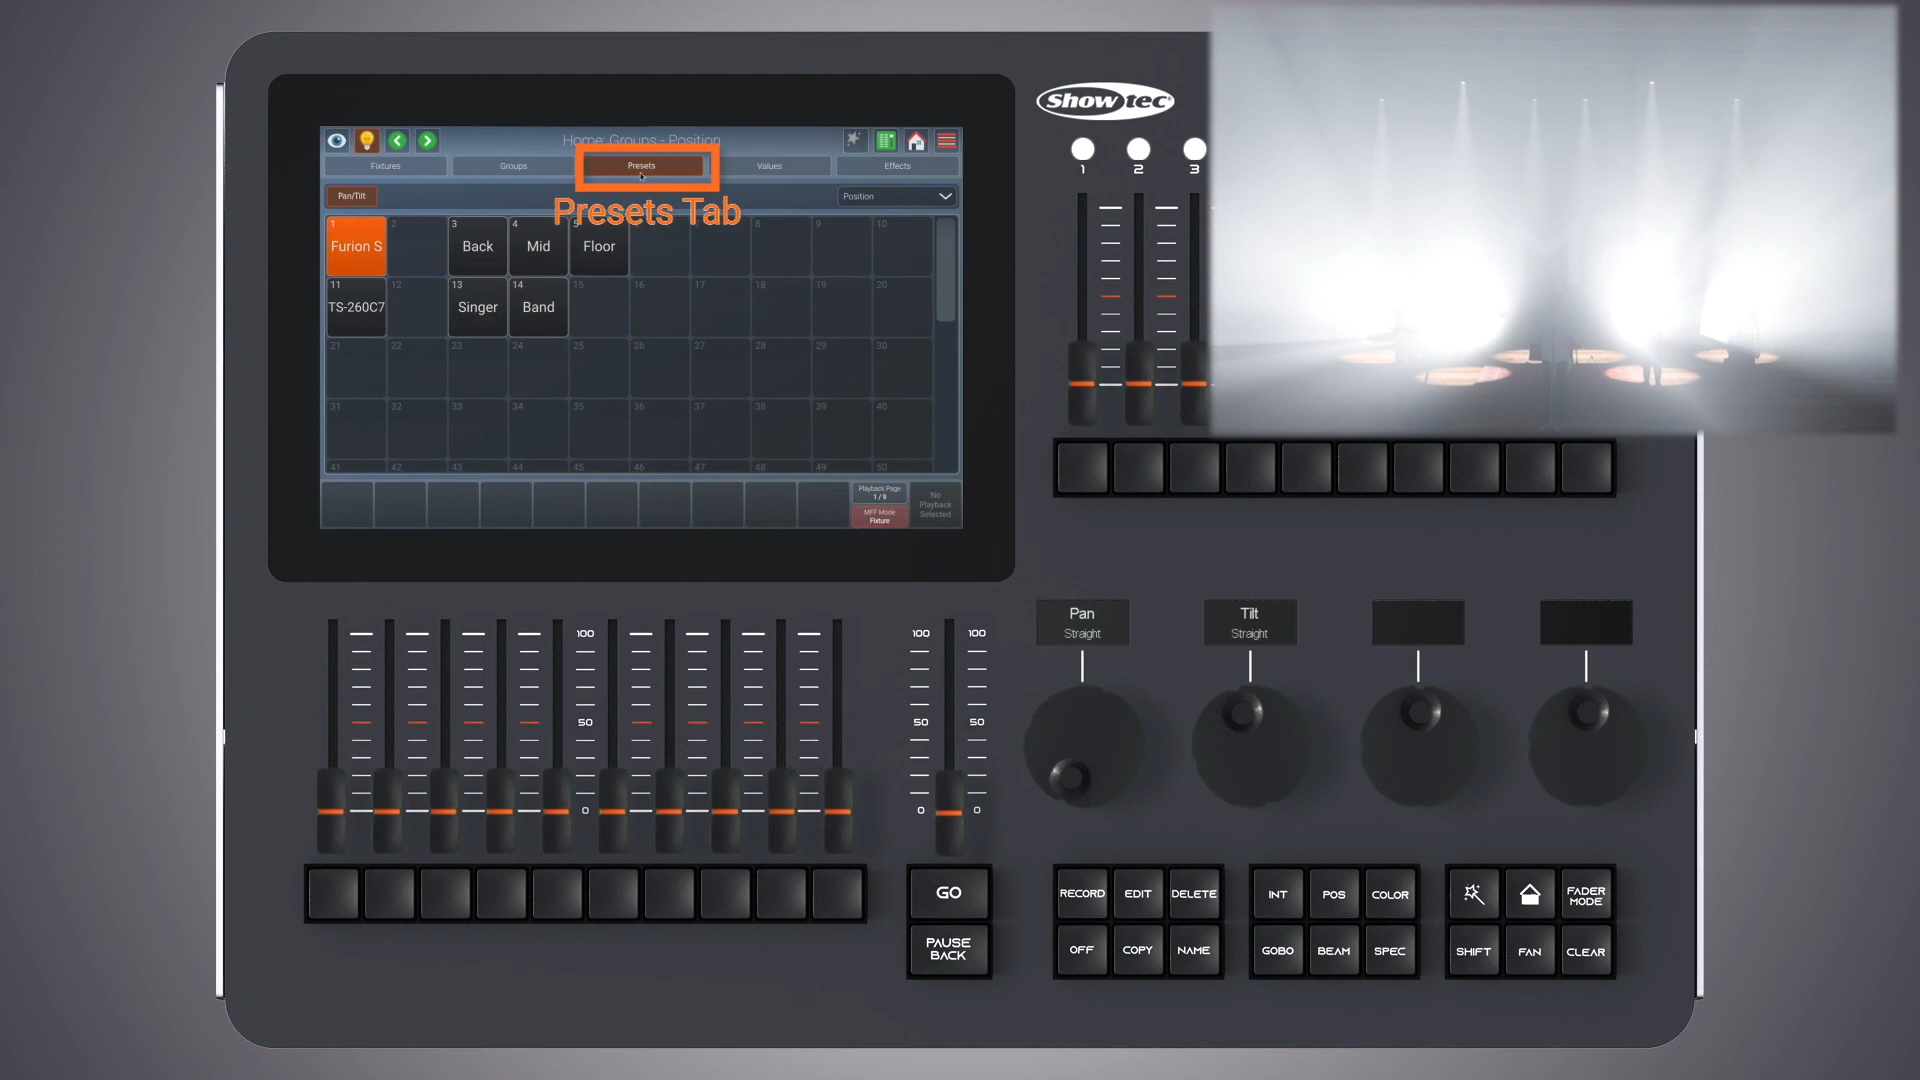 Showtec
1
2
3
Home: Groups - Position
Fixtures
Groups
Presets
Values
Effects
Pan/Tilt
Position
Presets Tab
1
Furion S
2
3
Back
4
Mid
5
Floor
8
9
10
11
TS-260C7
12
13
Singer
14
Band
15
16
17
18
19
20
21
22
23
24
25
26
27
28
29
30
31
32
33
34
35
36
37
38
39
40
41
42
43
44
45
46
47
48
49
50
Playback Page
1 / 9
MFF Mode
Fixture
No
Playback
Selected
100
50
0
100
50
0
100
50
0
Pan
Straight
Tilt
Straight
GO
PAUSE
BACK
RECORD
EDIT
DELETE
OFF
COPY
NAME
INT
POS
COLOR
GOBO
BEAM
SPEC
FADER
MODE
SHIFT
FAN
CLEAR